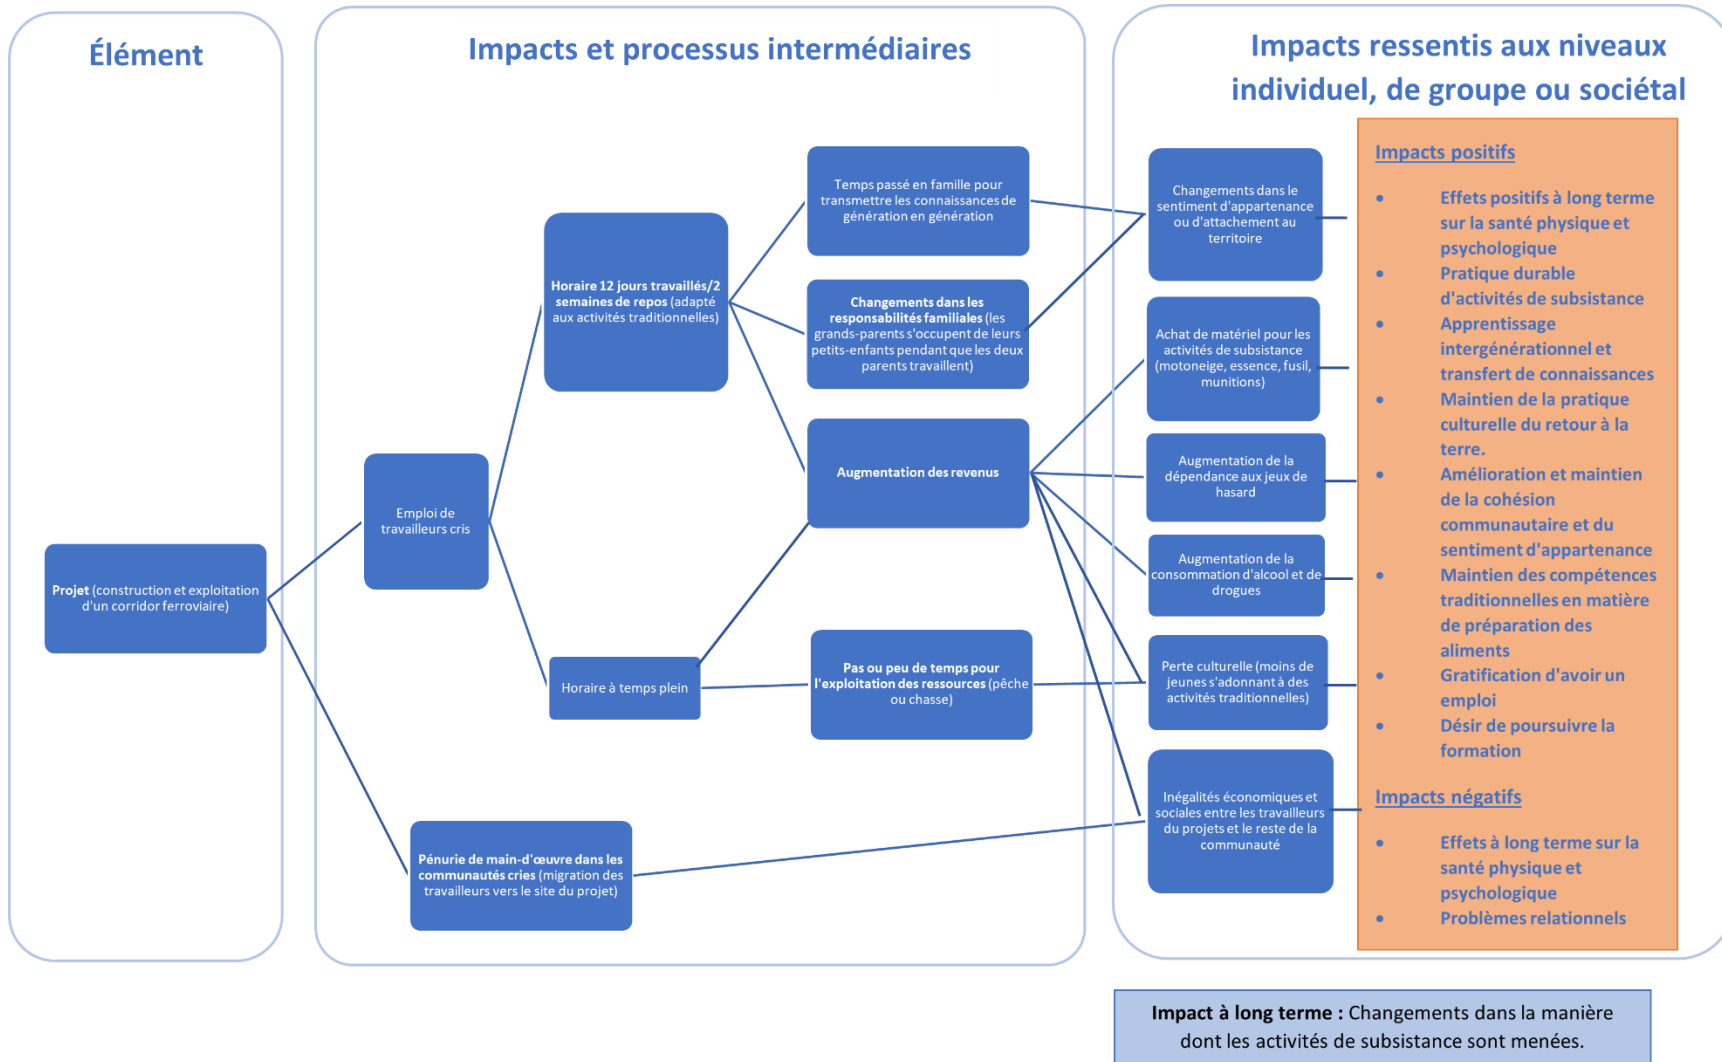 Élément
Impacts et processus intermédiaires
Impacts ressentis aux niveaux
individuel, de groupe ou sociétal
Projet (construction et exploitation
d'un corridor ferroviaire)
Emploi de
travailleurs cris
Pénurie de main-d'œuvre dans les
communautés cries (migration des
travailleurs vers le site du projet)
Horaire 12 jours travaillés/2
semaines de repos (adapté
aux activités traditionnelles)
Horaire à temps plein
Temps passé en famille pour
transmettre les connaissances de
génération en génération
Changements dans les
responsabilités familiales (les
grands-parents s'occupent de leurs
petits-enfants pendant que les deux
parents travaillent)
Augmentation des revenus
Pas ou peu de temps pour
l'exploitation des ressources (pêche
ou chasse)
Changements dans le
sentiment d'appartenance
ou d'attachement au
territoire
Achat de matériel pour les
activités de subsistance
(motoneige, essence, fusil,
munitions)
Augmentation de la
dépendance aux jeux de
hasard
Augmentation de la
consommation d'alcool et de
drogues
Perte culturelle (moins de
jeunes s'adonnant à des
activités traditionnelles)
Inégalités économiques et
sociales entre les travailleurs
du projets et le reste de la
communauté
Impacts positifs
• Effets positifs à long terme
sur la santé physique et
psychologique
• Pratique durable
d'activités de subsistance
• Apprentissage
intergénérationnel et
transfert de connaissances
• Maintien de la pratique
culturelle du retour à la
terre.
• Amélioration et maintien
de la cohésion
communautaire et du
sentiment d'appartenance
• Maintien des compétences
traditionnelles en matière
de préparation des
aliments
• Gratification d'avoir un
emploi
• Désir de poursuivre la
formation
Impacts négatifs
• Effets à long terme sur la
santé physique et
psychologique
• Problèmes relationnels
Impact à long terme : Changements dans la manière
dont les activités de subsistance sont menées.